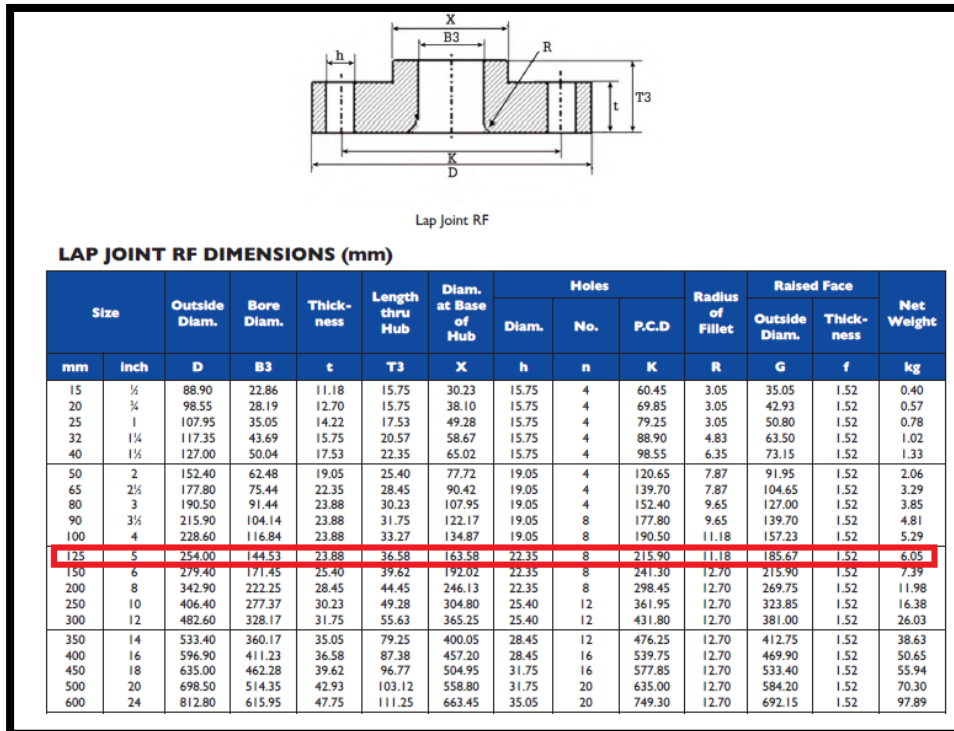 X
B3
R
h
t
T3
K
D
Lap Joint RF
LAP JOINT RF DIMENSIONS (mm)
Size Outside Diam. Bore Diam. Thick-ness Length thru Hub Diam. at Base of Hub Holes Radius of Fillet Raised Face Net Weight
Diam. No. P.C.D Outside Diam. Thick-ness
mm inch D B3 t T3 X h n K R G f kg
15 ½ 88.90 22.86 11.18 15.75 30.23 15.75 4 60.45 3.05 35.05 1.52 0.40
20 ¾ 98.55 28.19 12.70 15.75 38.10 15.75 4 69.85 3.05 42.93 1.52 0.57
25 1 107.95 35.05 14.22 17.53 49.28 15.75 4 79.25 3.05 50.80 1.52 0.78
32 1¼ 117.35 43.69 15.75 20.57 58.67 15.75 4 88.90 4.83 63.50 1.52 1.02
40 1½ 127.00 50.04 17.53 22.35 65.02 15.75 4 98.55 6.35 73.15 1.52 1.33
50 2 152.40 62.48 19.05 25.40 77.72 19.05 4 120.65 7.87 91.95 1.52 2.06
65 2½ 177.80 75.44 22.35 28.45 90.42 19.05 4 139.70 7.87 104.65 1.52 3.29
80 3 190.50 91.44 23.88 30.23 107.95 19.05 4 152.40 9.65 127.00 1.52 3.85
90 3½ 215.90 104.14 23.88 31.75 122.17 19.05 8 177.80 9.65 139.70 1.52 4.81
100 4 228.60 116.84 23.88 33.27 134.87 19.05 8 190.50 11.18 157.23 1.52 5.29
125 5 254.00 144.53 23.88 36.58 163.58 22.35 8 215.90 11.18 185.67 1.52 6.05
150 6 279.40 171.45 25.40 39.62 192.02 22.35 8 241.30 12.70 215.90 1.52 7.39
200 8 342.90 222.25 28.45 44.45 246.13 22.35 8 298.45 12.70 269.75 1.52 11.98
250 10 406.40 277.37 30.23 49.28 304.80 25.40 12 361.95 12.70 323.85 1.52 16.38
300 12 482.60 328.17 31.75 55.63 365.25 25.40 12 431.80 12.70 381.00 1.52 26.03
350 14 533.40 360.17 35.05 79.25 400.05 28.45 12 476.25 12.70 412.75 1.52 38.63
400 16 596.90 411.23 36.58 87.38 457.20 28.45 16 539.75 12.70 469.90 1.52 50.65
450 18 635.00 462.28 39.62 96.77 504.95 31.75 16 577.85 12.70 533.40 1.52 55.94
500 20 698.50 514.35 42.93 103.12 558.80 31.75 20 635.00 12.70 584.20 1.52 70.30
600 24 812.80 615.95 47.75 111.25 663.45 35.05 20 749.30 12.70 692.15 1.52 97.89